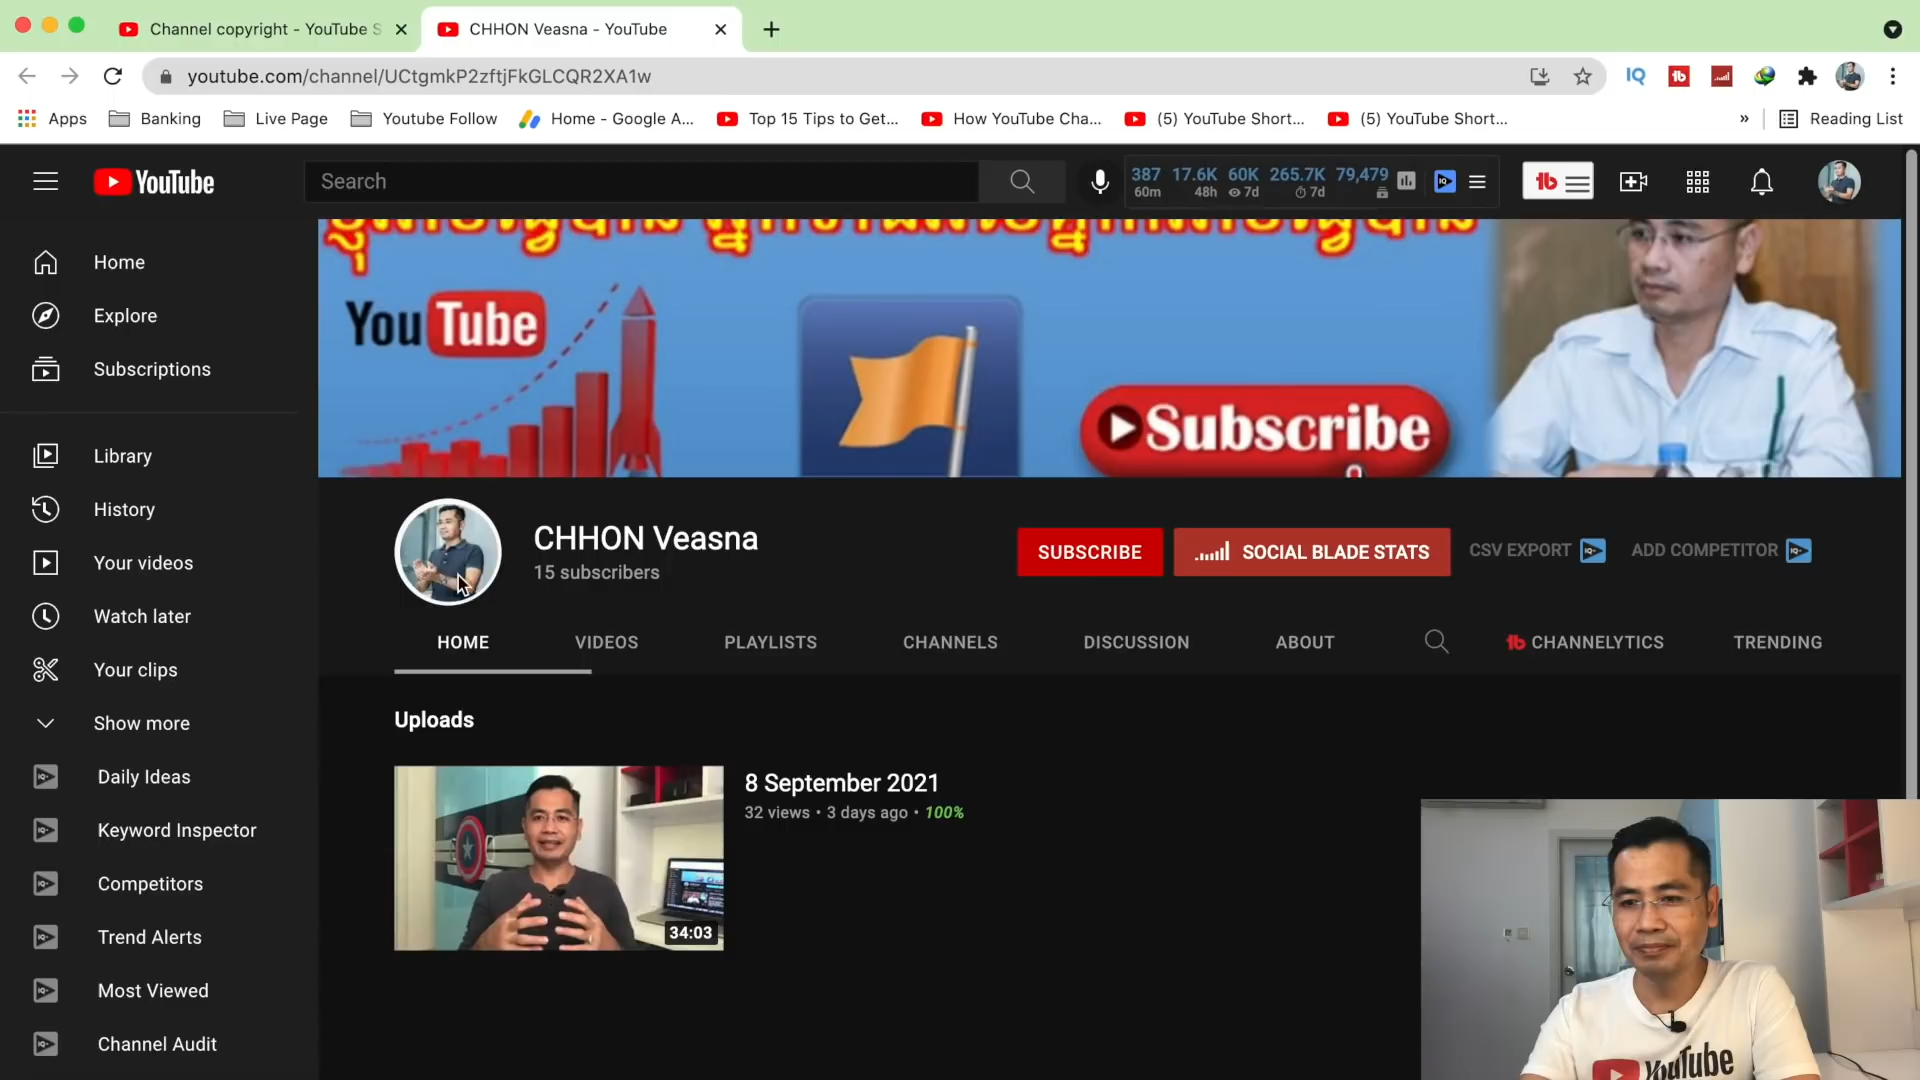 Channel copyright - YouTube S
CHHON Veasna - YouTube
youtube.com/channel/UCtgmkP2zftjFkGLCQR2XA1w
Apps
Banking
Live Page
Youtube Follow
Home - Google A...
Top 15 Tips to Get...
How YouTube Cha...
(5) YouTube Short...
(5) YouTube Short...
»
Reading List
YouTube
Search
387 17.6K 60K 265.7K 79,479
60m 48h 7d 7d
Home
Explore
Subscriptions
Library
History
Your videos
Watch later
Your clips
Show more
Daily Ideas
Keyword Inspector
Competitors
Trend Alerts
Most Viewed
Channel Audit
YouTube
Subscribe
CHHON Veasna
15 subscribers
SUBSCRIBE
SOCIAL BLADE STATS
CSV EXPORT
ADD COMPETITOR
HOME
VIDEOS
PLAYLISTS
CHANNELS
DISCUSSION
ABOUT
CHANNELYTICS
TRENDING
Uploads
34:03
8 September 2021
32 views • 3 days ago • 100%
YouTube